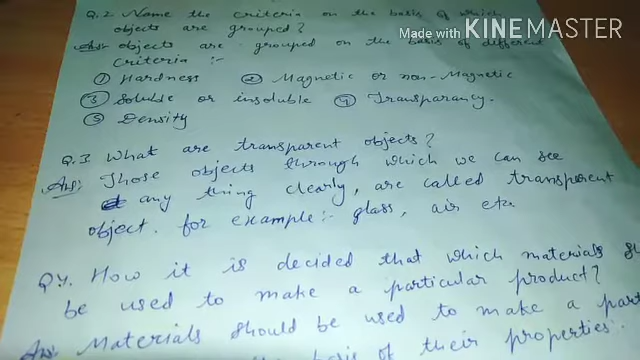 Q.2 Name the criteria on the basis of which
objects are grouped?
Made with KINEMASTER
Ans: objects are grouped on the basis of different
criteria :-
① Hardness ② Magnetic or non-Magnetic
③ Soluble or insoluble ④ Transparancy.
⑤ Density
Q.3 What are transparent objects?
Ans: Those objects through which we can see
any thing clearly, are called transperent
object. for example:- glass, air etc.
Q4. How it is decided that which materials
be used to make a particular product?
Ans: Materials should be used to make a
basis of their properties.